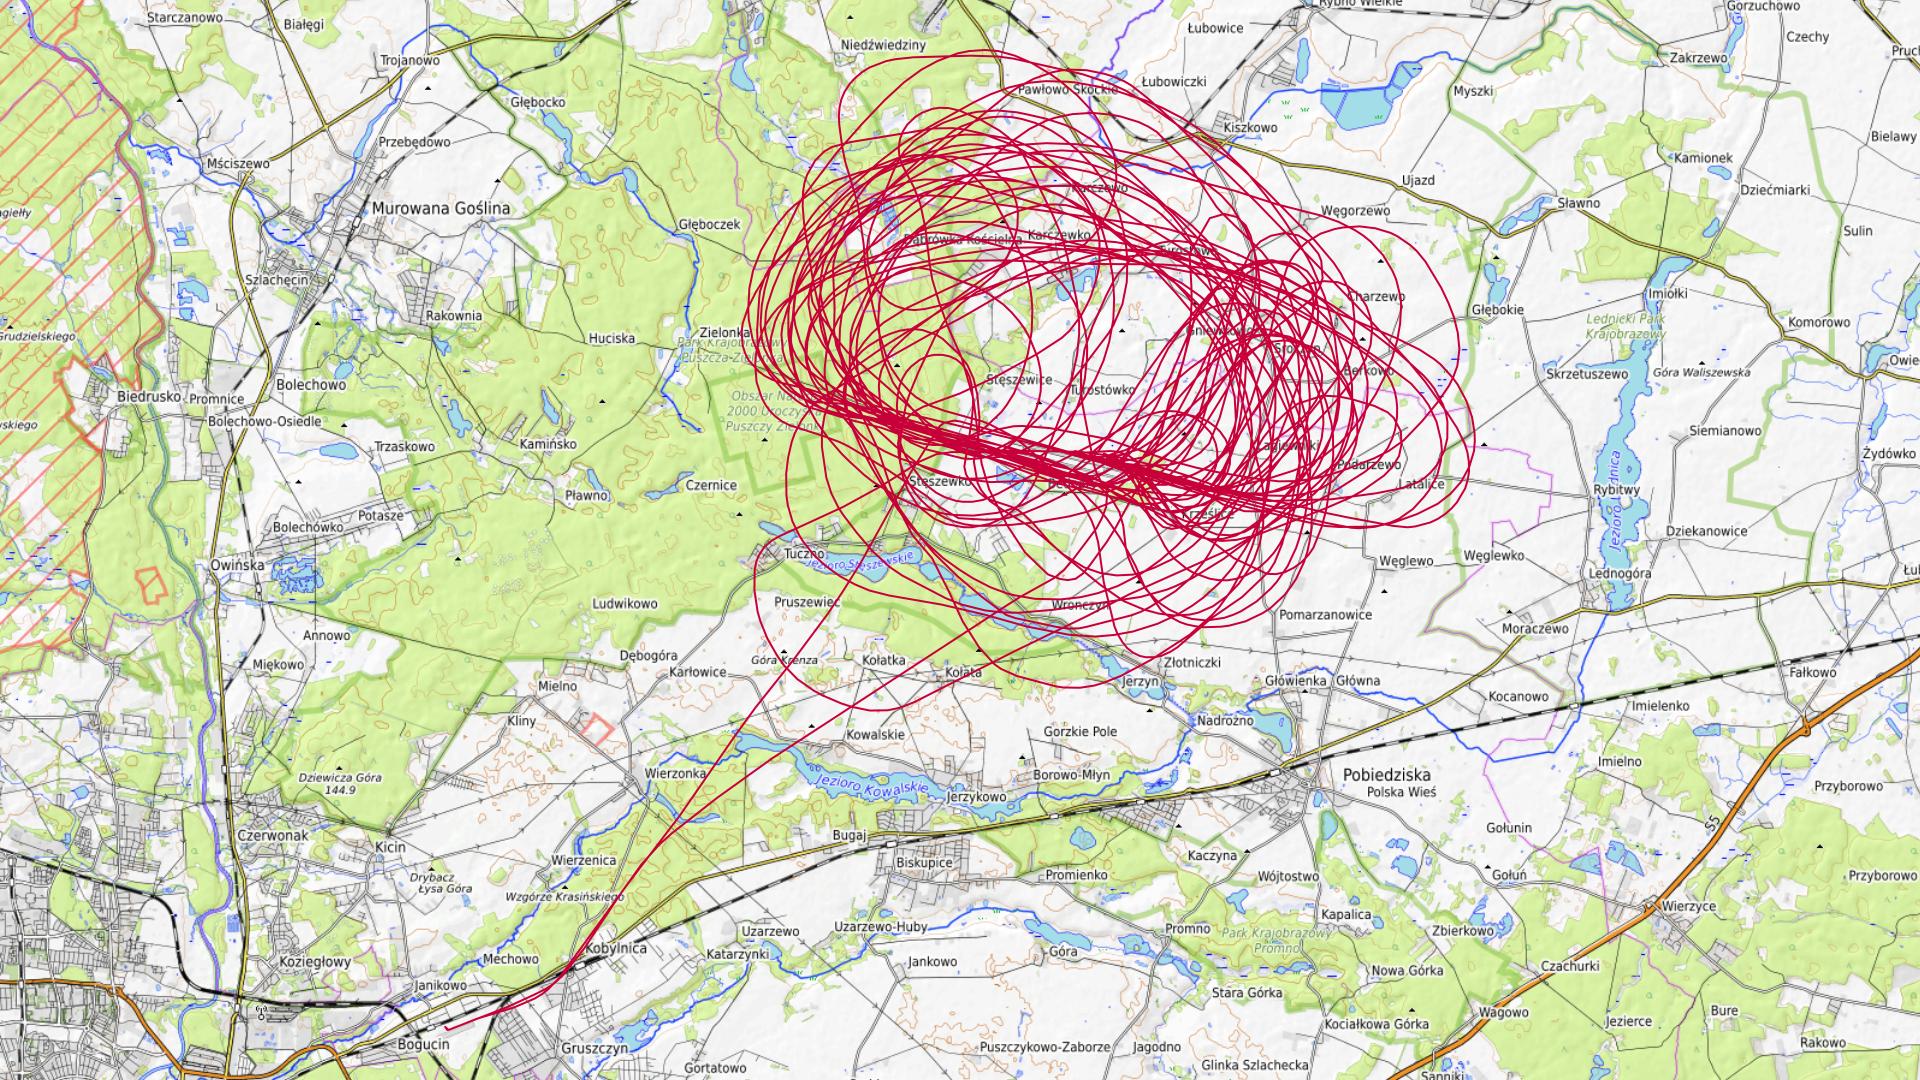 Rybno Wielkie
Gorzuchowo
Starczanowo
Białęgi
Łubowice
Czechy
Niedźwiedziny
Trojanowo
Zakrzewo
Pawłowo Skockie
Łubowiczki
Myszki
Głębocko
Kiszkowo
Bielawy
Przebędowo
Mściszewo
Kamionek
Karczewo
Ujazd
Dziećmiarki
Murowana Goślina
Węgorzewo
Sławno
Głęboczek
Sulin
Dąbrówka Kościelna
Karczewko
Turostowo
Szlachęcin
Charzewo
Imiołki
Głębokie
Rakownia
Lednicki Park
Krajobrazowy
Komorowo
Grudzielskiego
Zielonka
Huciska
Park Krajobrazowy
Puszcza Zielonka
Gniewkowo
Sroczyn
Berkowo
Skrzetuszewo
Góra Waliszewska
Bolechowo
Stęszewice
Turostówko
Biedrusko
Promnice
Obszar Natura
2000 Uroczyska
Puszczy Zielonki
Bolechowo-Osiedle
Siemianowo
Trzaskowo
Kamińsko
Łagiewniki
Podarzewo
Żydówko
Czernice
Stęszewko
Latalice
Rybitwy
Jezioro Lednica
Pławno
Potasze
Bolechówko
Krześlice
Dziekanowice
Tuczno
Jezioro Stęszewskie
Węglewo
Węglewko
Owińska
Lednogóra
Ludwikowo
Pruszewiec
Wronczyn
Pomarzanowice
Annowo
Moraczewo
Miękowo
Dębogóra
Karłowice
Góra Krenza
Kołatka
Kołata
Złotniczki
Jerzyn
Główienka
Główna
Fałkowo
Mielno
Kocanowo
Imielenko
Kliny
Nadrożno
Kowalskie
Gorzkie Pole
Imielno
Dziewicza Góra
144.9
Wierzonka
Jezioro Kowalskie
Borowo-Młyn
Pobiedziska
Polska Wieś
Przyborowo
Jerzykowo
S5
Gołunin
Czerwonak
Bugaj
Kicin
Wierzenica
Biskupice
Kaczyna
Promienko
Wójtostwo
Gołuń
Przyborowo
Drybacz
Łysa Góra
Wzgórze Krasińskiego
Wierzyce
Kapalica
Uzarzewo
Uzarzewo-Huby
Promno
Park Krajobrazowy
Promno
Zbierkowo
Kobylnica
Katarzynki
Góra
Koziegłowy
Mechowo
Jankowo
Nowa Górka
Czachurki
Janikowo
Stara Górka
Wagowo
Bure
Kociałkowa Górka
Jezierce
Bogucin
Gruszczyn
Puszczykowo-Zaborze
Jagodno
Rakowo
Gortatowo
Glinka Szlachecka
Sanniki